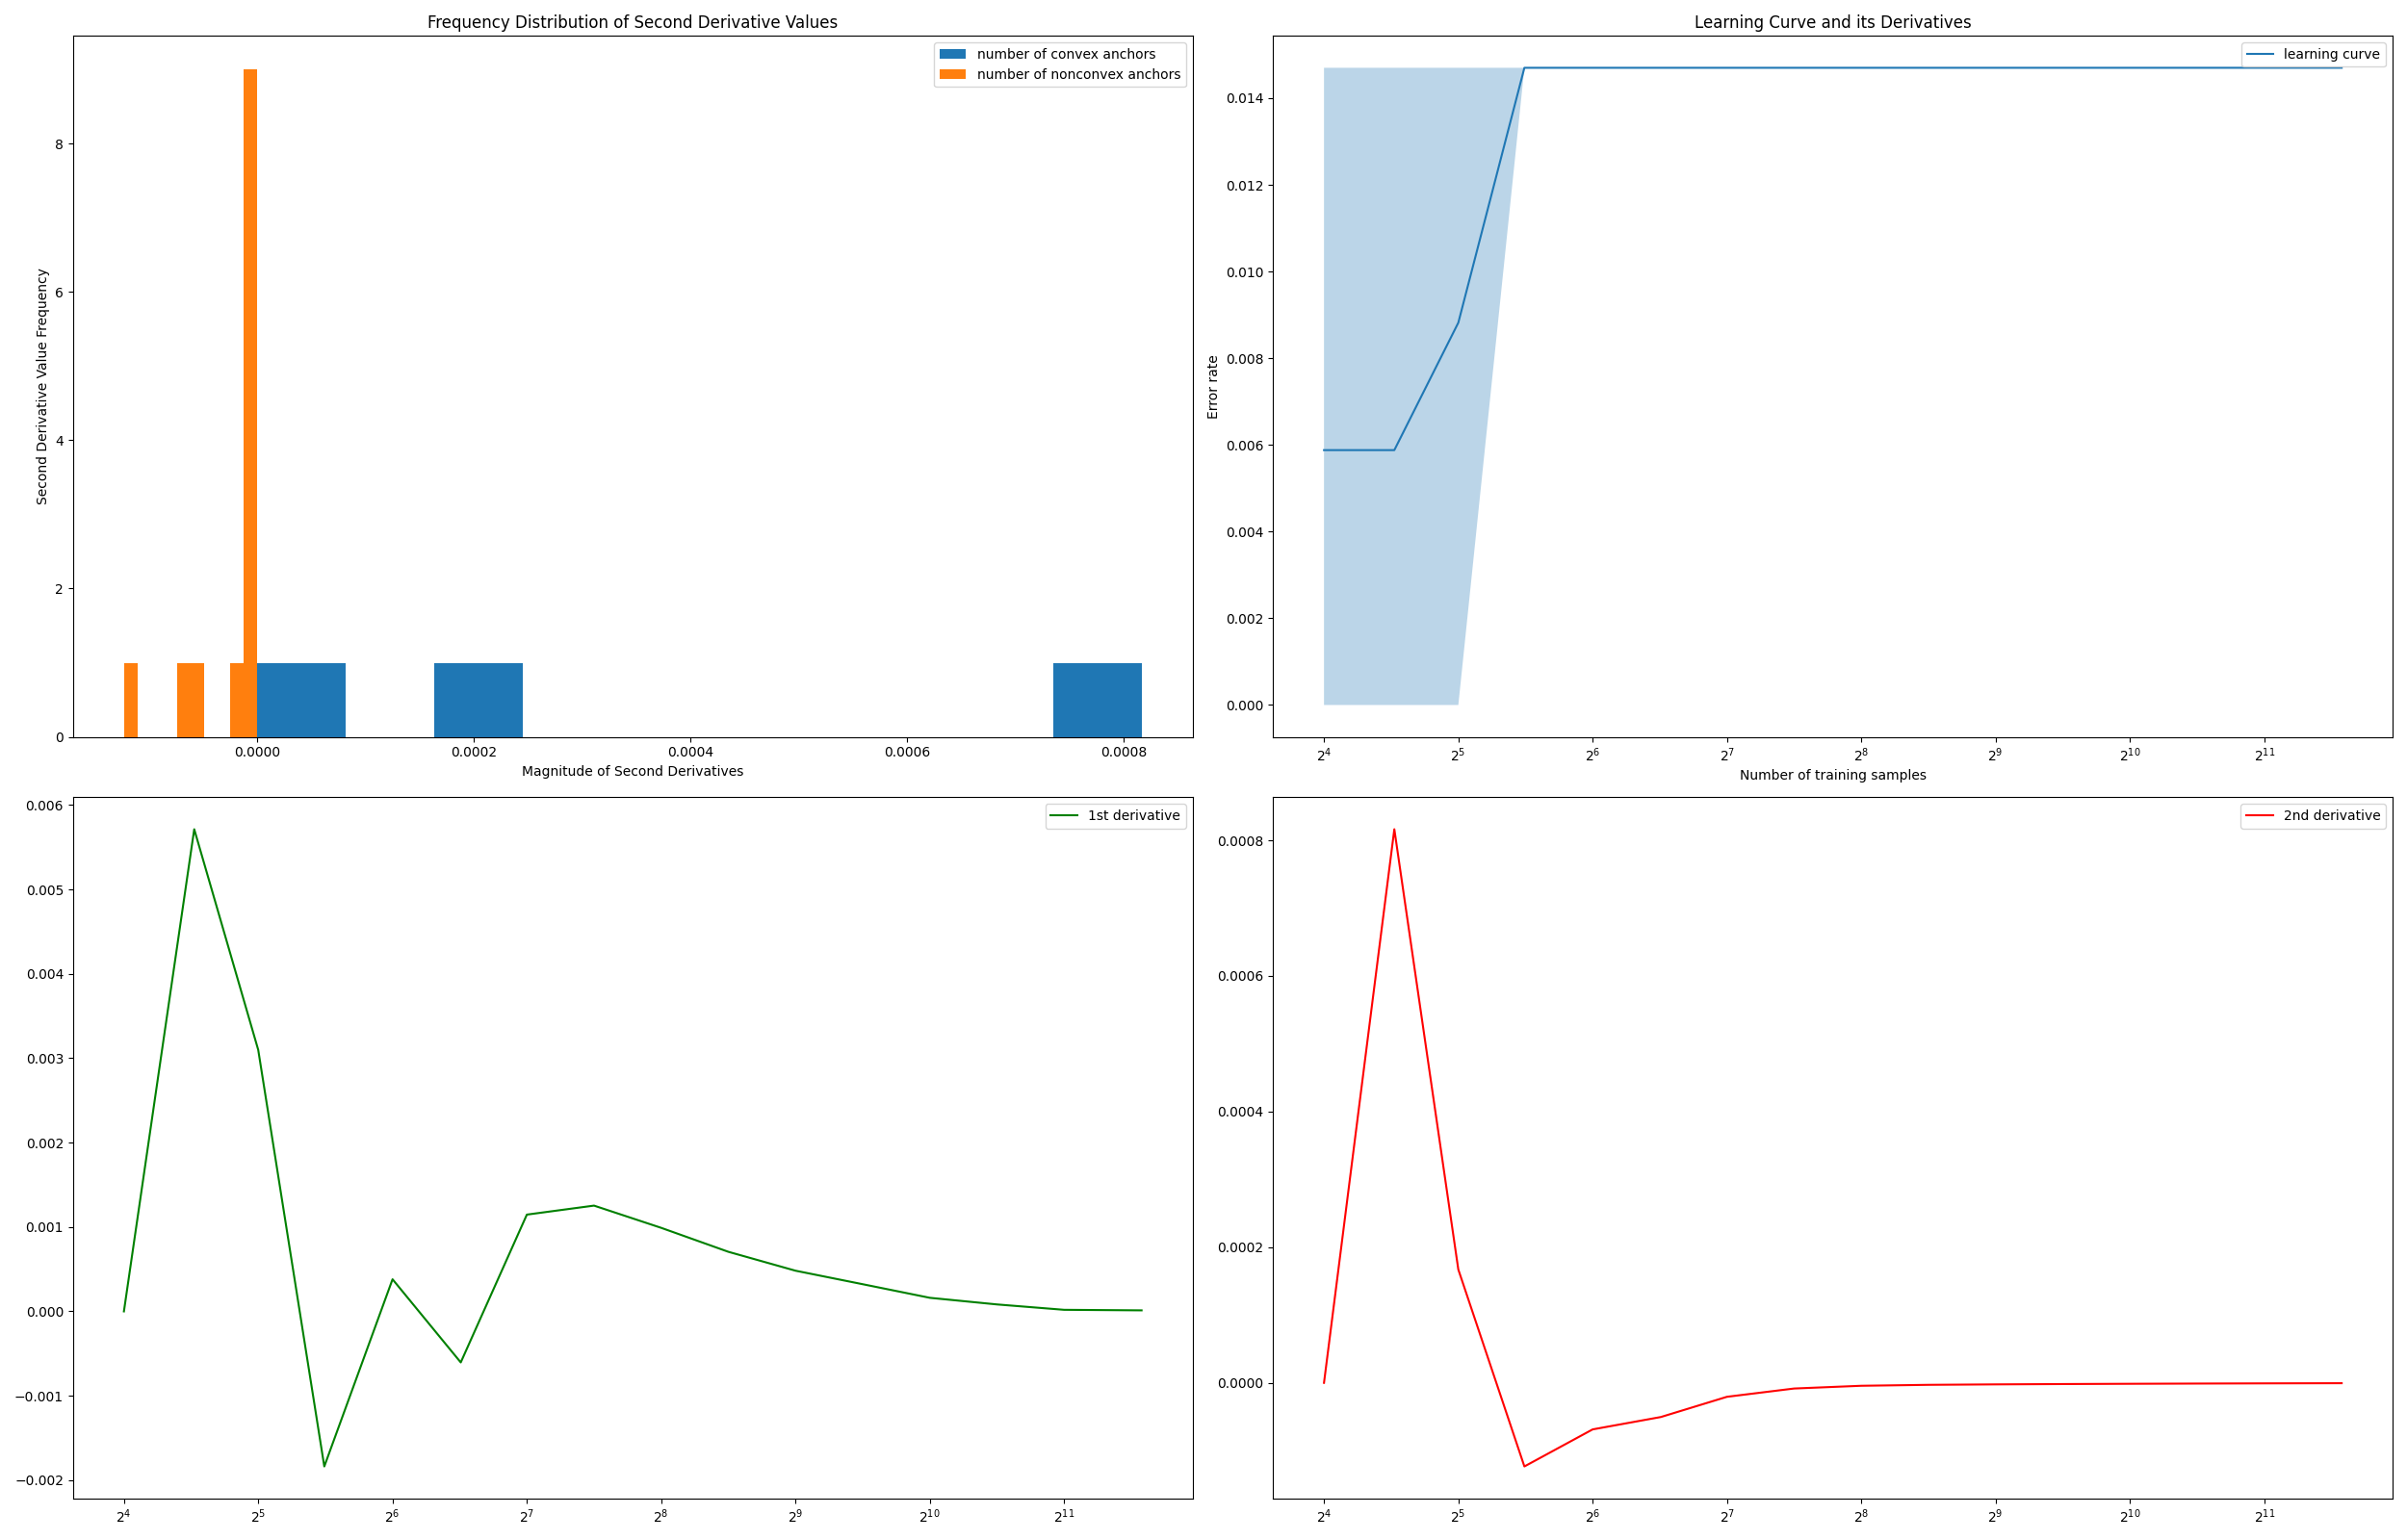 Frequency Distribution of Second Derivative Values
number of convex anchors
number of nonconvex anchors
Second Derivative Value Frequency
8
6
4
2
0
0.0000 0.0002 0.0004 0.0006 0.0008
Magnitude of Second Derivatives
Learning Curve and its Derivatives
learning curve
Error rate
0.014
0.012
0.010
0.008
0.006
0.004
0.002
0.000
2⁴ 2⁵ 2⁶ 2⁷ 2⁸ 2⁹ 2¹⁰ 2¹¹
Number of training samples
1st derivative
0.006
0.005
0.004
0.003
0.002
0.001
0.000
−0.001
−0.002
2⁴ 2⁵ 2⁶ 2⁷ 2⁸ 2⁹ 2¹⁰ 2¹¹
2nd derivative
0.0008
0.0006
0.0004
0.0002
0.0000
2⁴ 2⁵ 2⁶ 2⁷ 2⁸ 2⁹ 2¹⁰ 2¹¹